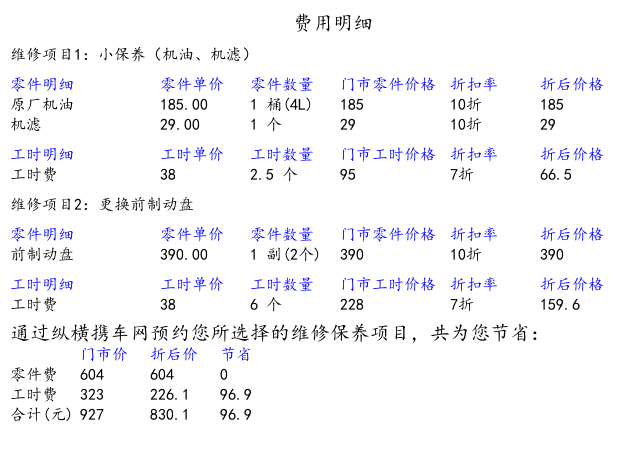 费用明细
维修项目1: 小保养（机油、机滤）
零件明细 零件单价 零件数量 门市零件价格 折扣率 折后价格
原厂机油 185.00 1 桶(4L) 185 10折 185
机滤 29.00 1 个 29 10折 29
工时明细 工时单价 工时数量 门市工时价格 折扣率 折后价格
工时费 38 2.5 个 95 7折 66.5
维修项目2: 更换前制动盘
零件明细 零件单价 零件数量 门市零件价格 折扣率 折后价格
前制动盘 390.00 1 副(2个) 390 10折 390
工时明细 工时单价 工时数量 门市工时价格 折扣率 折后价格
工时费 38 6 个 228 7折 159.6
通过纵横携车网预约您所选择的维修保养项目，共为您节省：
门市价 折后价 节省
零件费 604 604 0
工时费 323 226.1 96.9
合计(元) 927 830.1 96.9